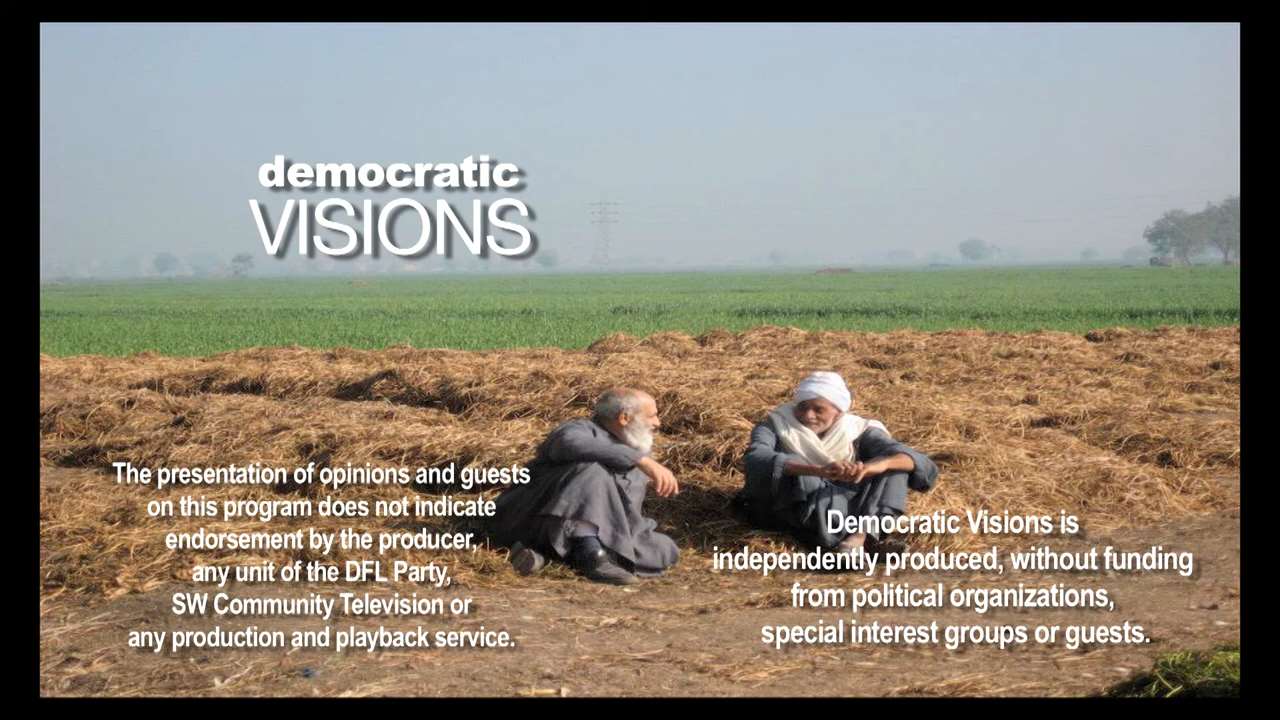 democratic
VISIONS
The presentation of opinions and guests
on this program does not indicate
endorsement by the producer,
any unit of the DFL Party,
SW Community Television or
any production and playback service.
Democratic Visions is
independently produced, without funding
from political organizations,
special interest groups or guests.